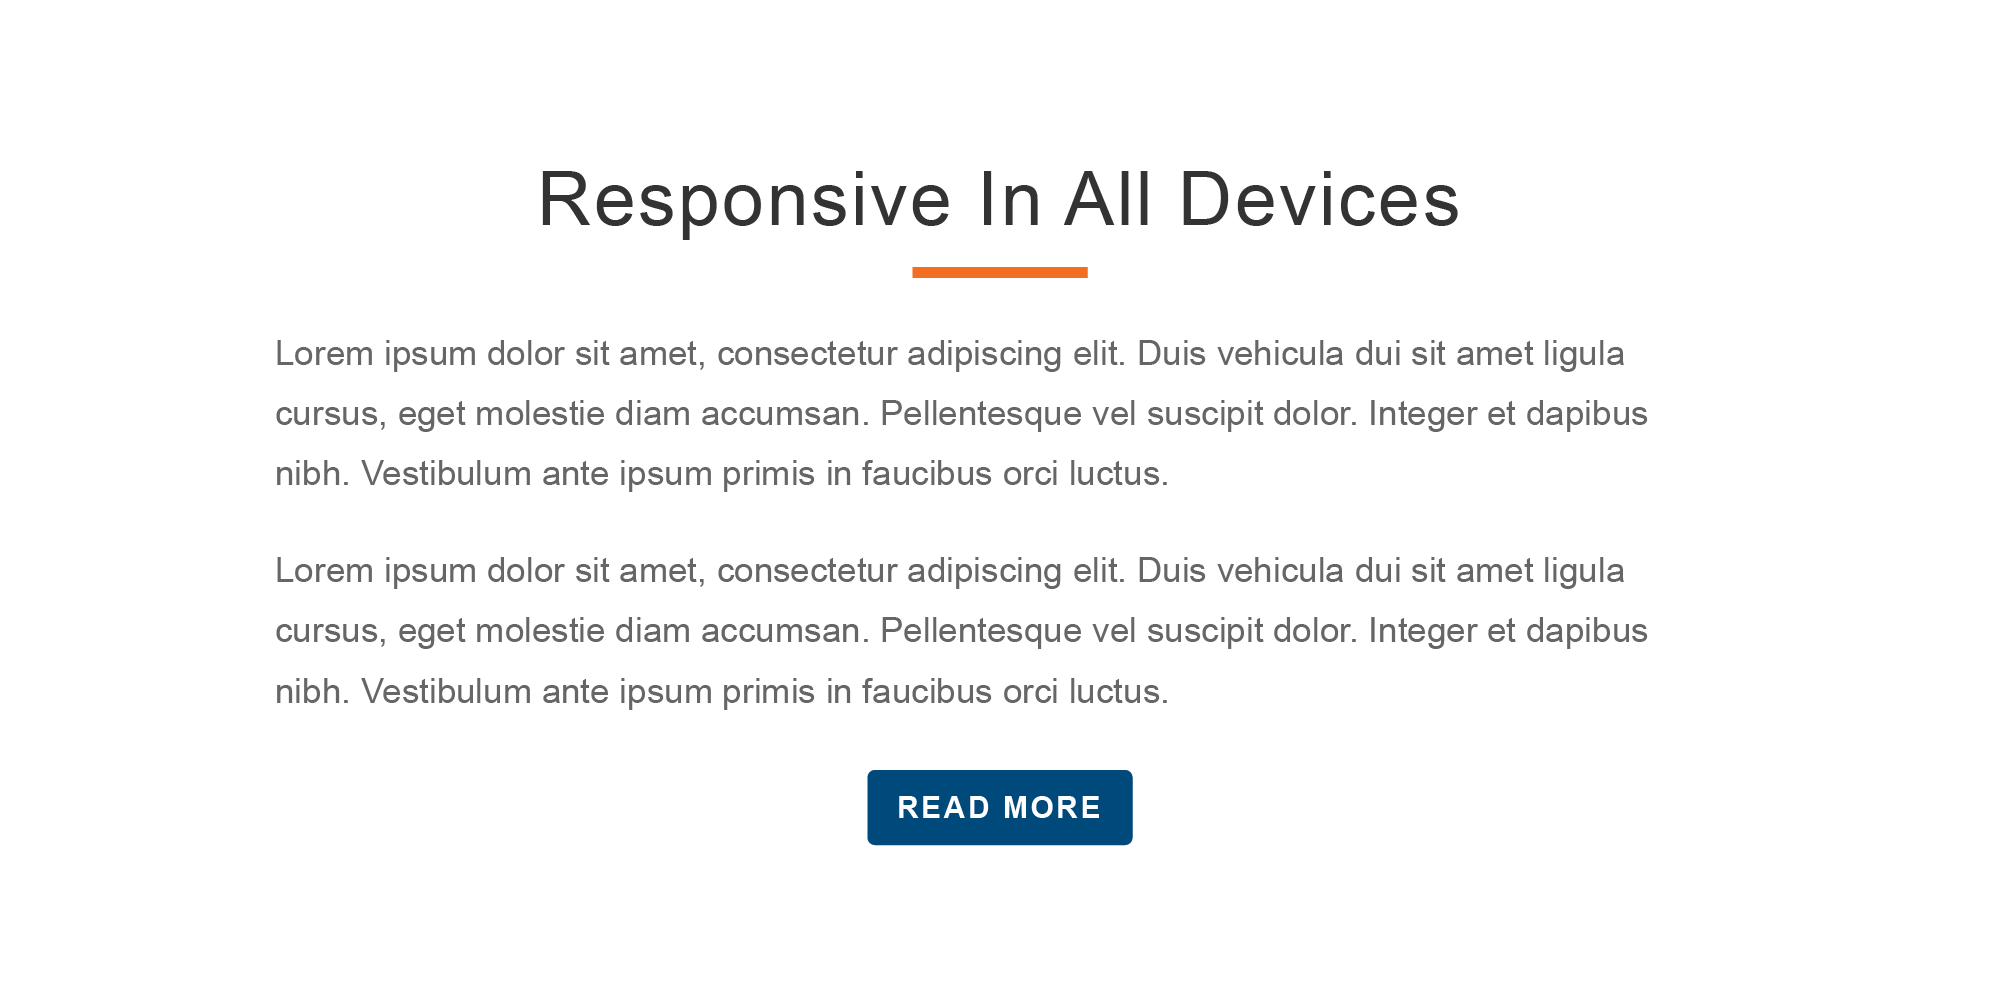 Responsive In All Devices
Lorem ipsum dolor sit amet, consectetur adipiscing elit. Duis vehicula dui sit amet ligula
cursus, eget molestie diam accumsan. Pellentesque vel suscipit dolor. Integer et dapibus
nibh. Vestibulum ante ipsum primis in faucibus orci luctus.
Lorem ipsum dolor sit amet, consectetur adipiscing elit. Duis vehicula dui sit amet ligula
cursus, eget molestie diam accumsan. Pellentesque vel suscipit dolor. Integer et dapibus
nibh. Vestibulum ante ipsum primis in faucibus orci luctus.
READ MORE